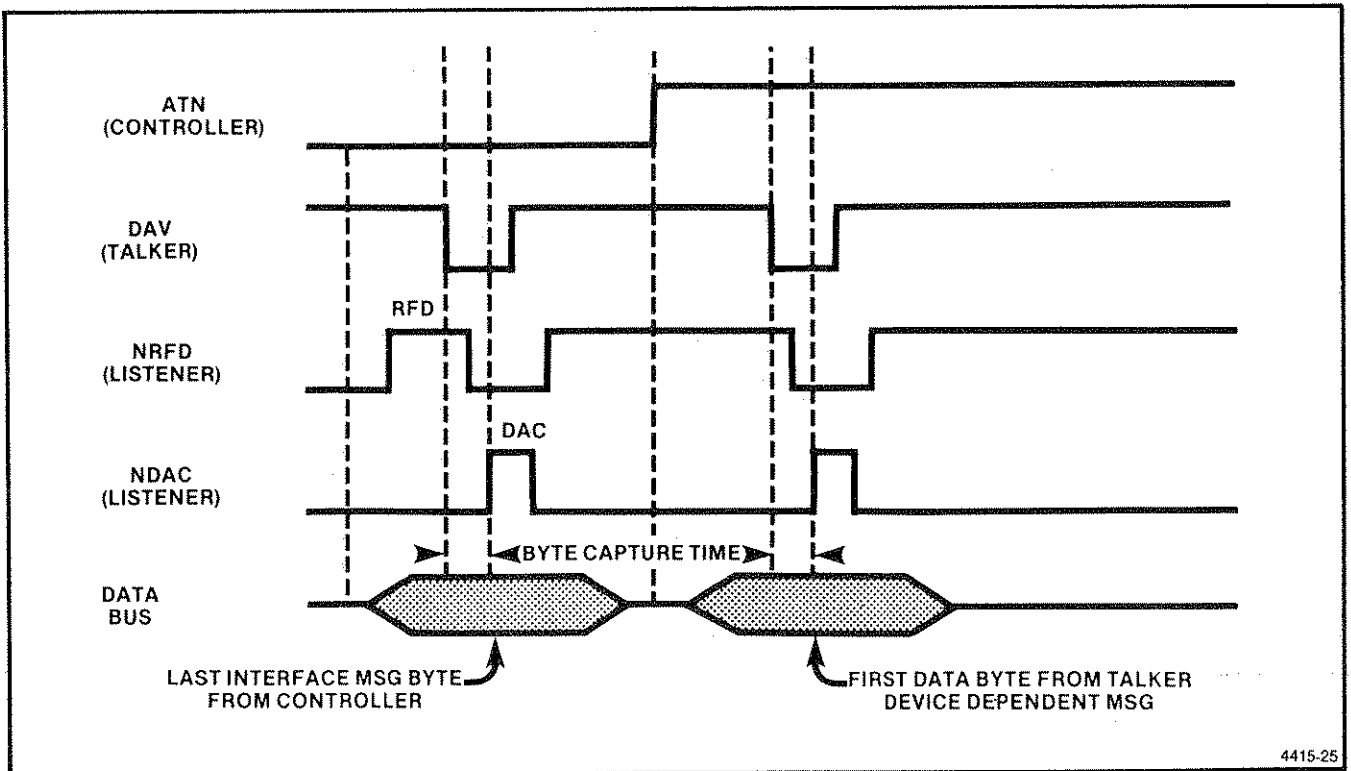 ATN
(CONTROLLER)
DAV
(TALKER)
RFD
NRFD
(LISTENER)
DAC
NDAC
(LISTENER)
BYTE CAPTURE TIME
DATA
BUS
LAST INTERFACE MSG BYTE
FROM CONTROLLER
FIRST DATA BYTE FROM TALKER
DEVICE DEPENDENT MSG
4415-25